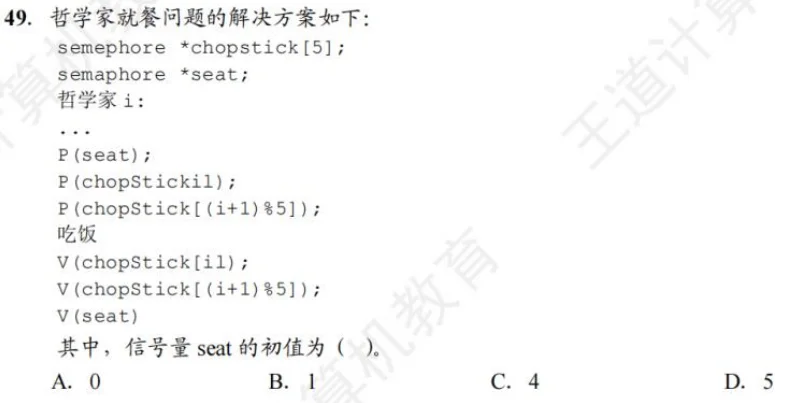 49. 哲学家就餐问题的解决方案如下:
semephore *chopstick[5];
semaphore *seat;
哲学家 i:
...
P(seat);
P(chopStickil);
P(chopStick[(i+1)%5]);
吃饭
V(chopStick[il);
V(chopStick[(i+1)%5]);
V(seat)
其中，信号量 seat 的初值为（ ）。
A. 0 B. 1 C. 4 D. 5
王道计算
算机教育